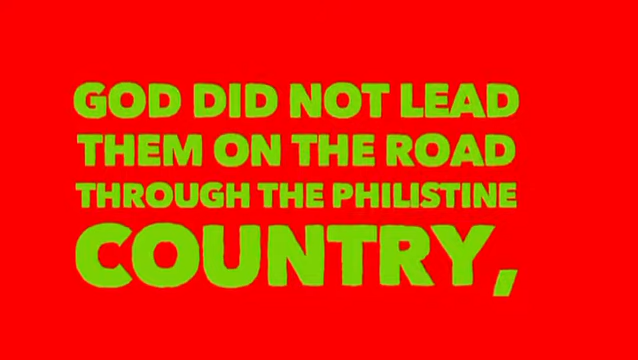 GOD DID NOT LEAD
THEM ON THE ROAD
THROUGH THE PHILISTINE
COUNTRY,